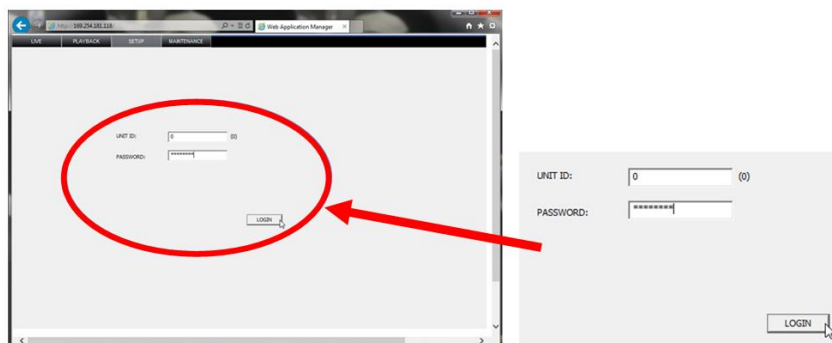 http://169.254.181.118/
Web Application Manager
LIVE PLAYBACK SETUP MAINTENANCE
UNIT ID: 0 (0)
PASSWORD: ********
LOGIN
UNIT ID: 0 (0)
PASSWORD: ********
LOGIN